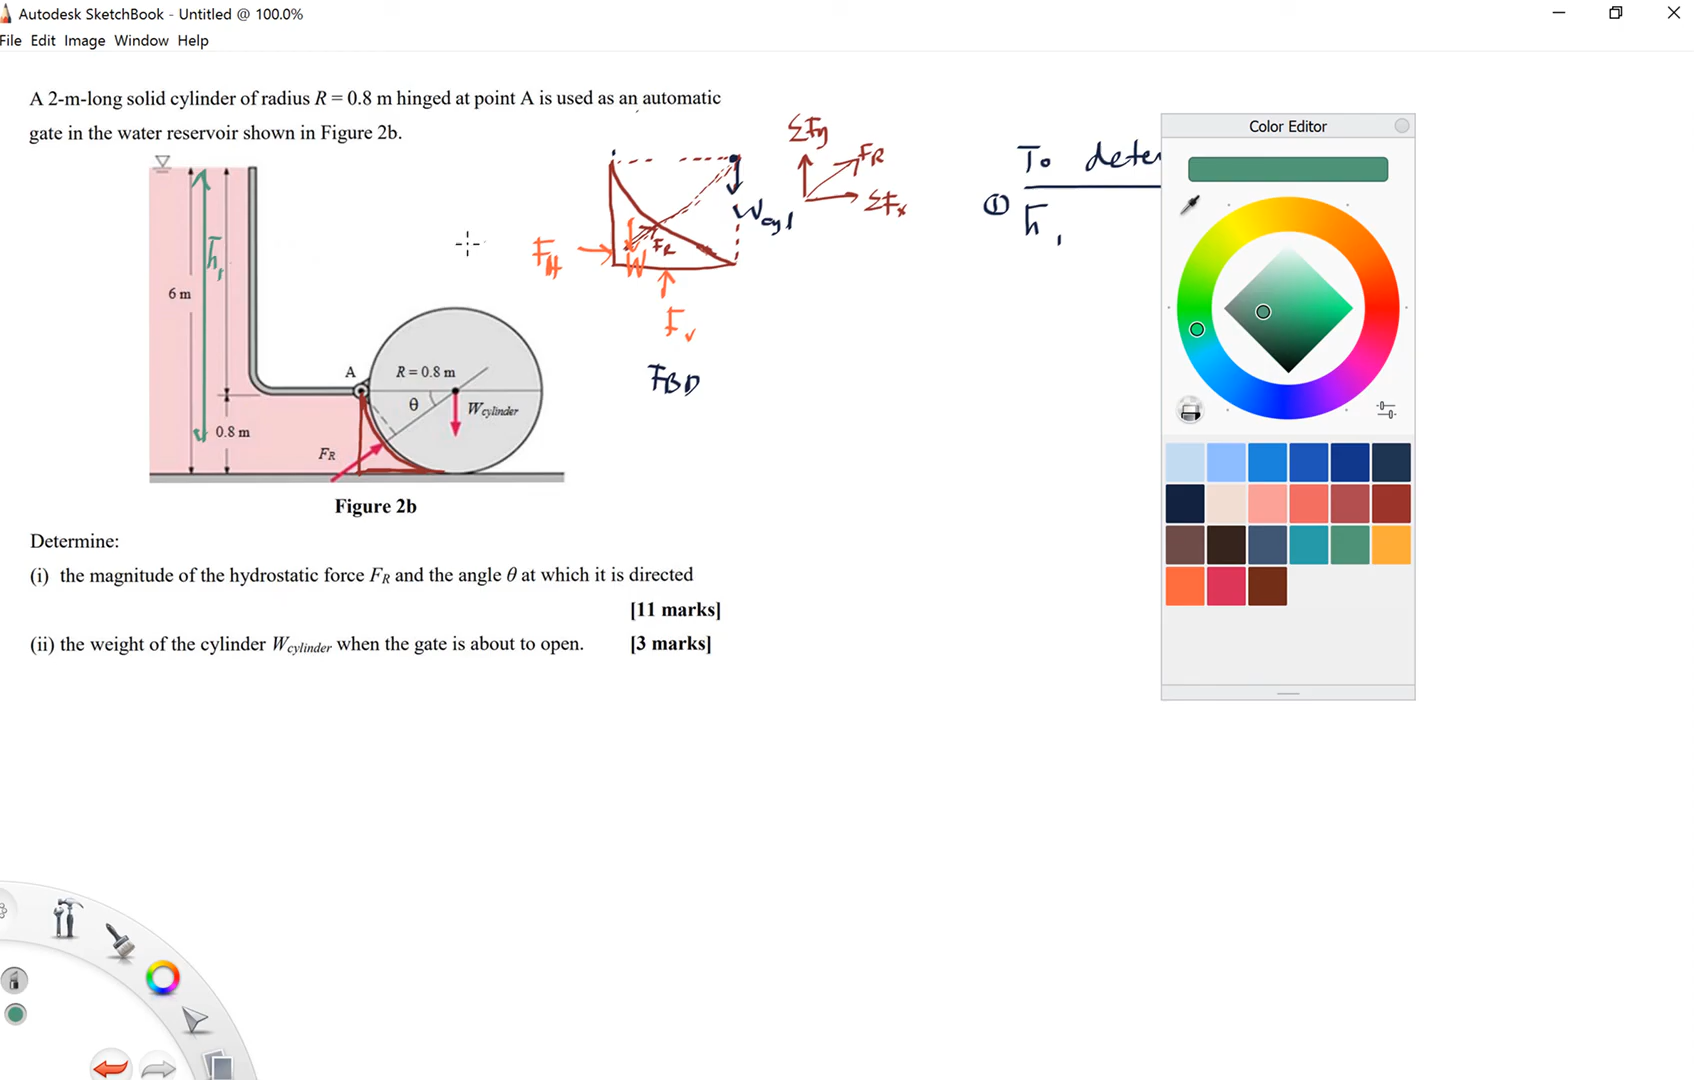 Autodesk SketchBook - Untitled @ 100.0%
File Edit Image Window Help
A 2-m-long solid cylinder of radius R = 0.8 m hinged at point A is used as an automatic
gate in the water reservoir shown in Figure 2b.
h̄₁
6 m
0.8 m
A
R = 0.8 m
θ
Wcylinder
FR
Figure 2b
FH
W
FR
Fv
Wcyl
FBD
ΣFy
FR
ΣFx
To deter
① h̄₁
Color Editor
Determine:
(i) the magnitude of the hydrostatic force FR and the angle θ at which it is directed
[11 marks]
(ii) the weight of the cylinder Wcylinder when the gate is about to open. [3 marks]